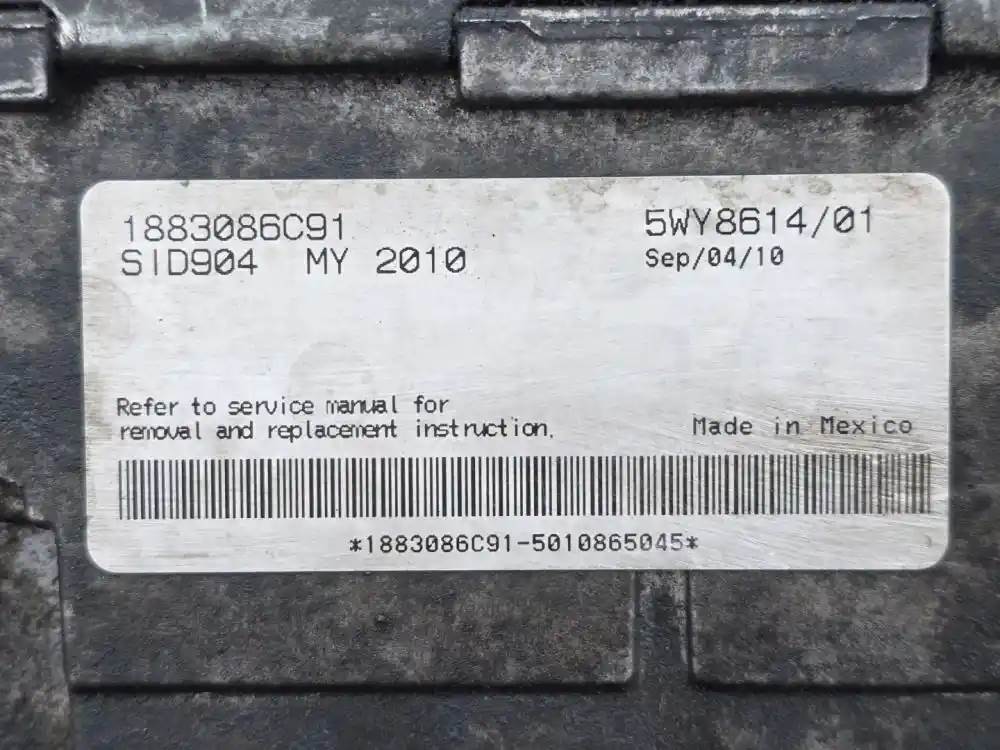 1883086C91
5WY8614/01
SID904 MY 2010
Sep/04/10
Refer to service manual for
removal and replacement instruction.
Made in Mexico
*1883086C91-5010865045*